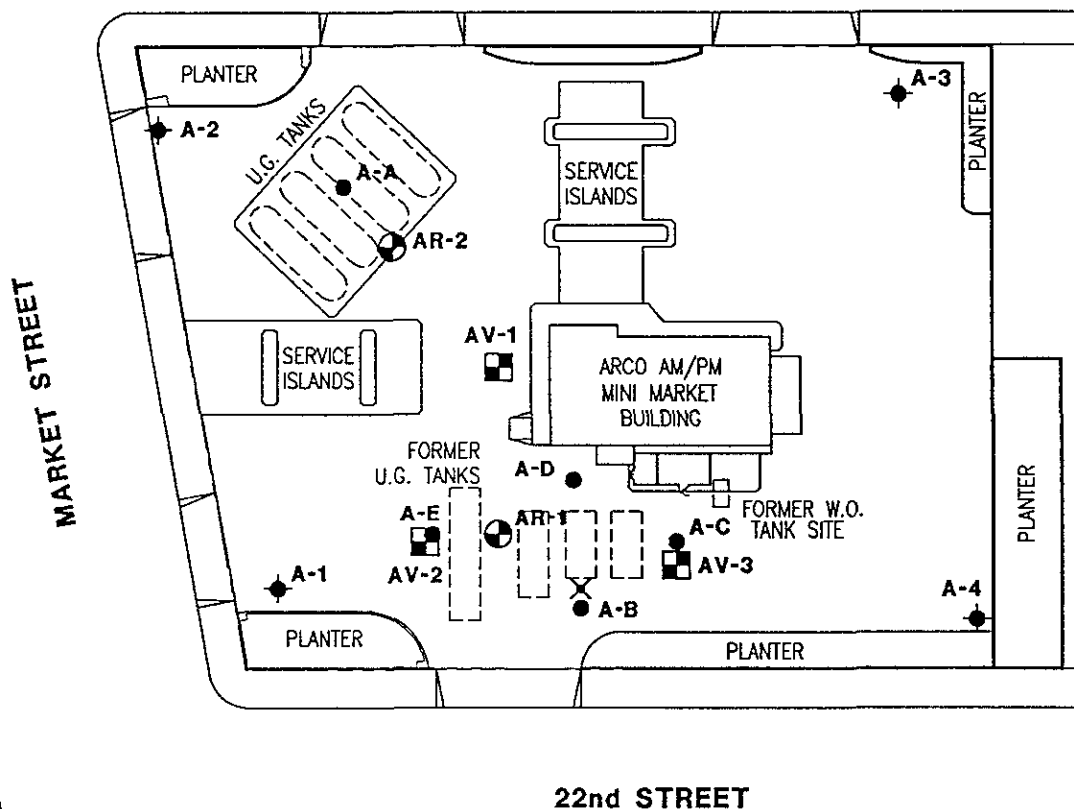 PLANTER
A-3
A-2
U.G. TANKS
A-A
SERVICE
ISLANDS
PLANTER
AR-2
MARKET STREET
SERVICE
ISLANDS
AV-1
ARCO AM/PM
MINI MARKET
BUILDING
FORMER
U.G. TANKS
A-D
A-E
AR-1
FORMER W.O.
TANK SITE
A-C
AV-2
AV-3
PLANTER
A-1
A-B
A-4
PLANTER
PLANTER
22nd STREET